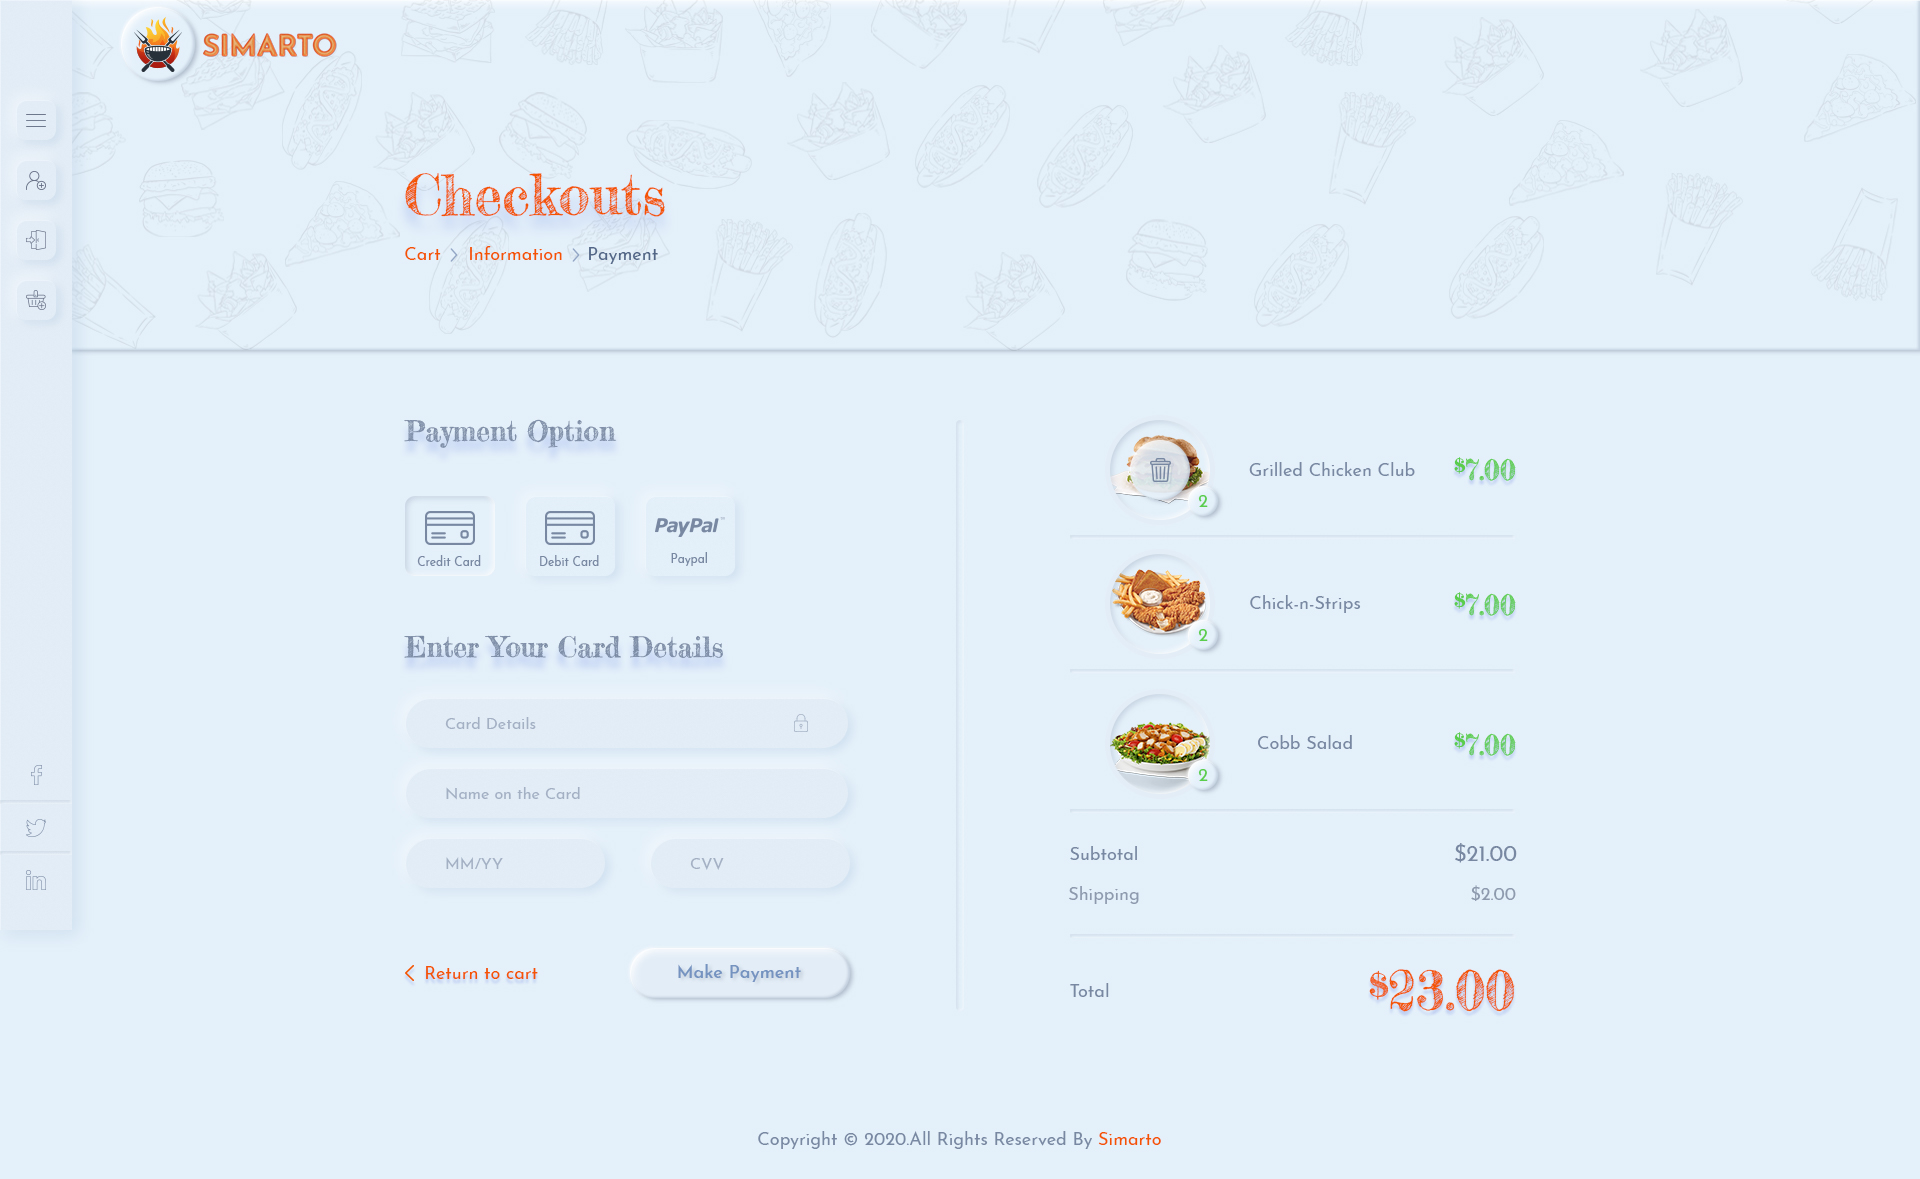 SIMARTO
Checkouts
Cart
Information
Payment
Payment Option
Credit Card
Debit Card
PayPal™
Paypal
Enter Your Card Details
Card Details
Name on the Card
MM/YY
CVV
Return to cart
Make Payment
2
Grilled Chicken Club
$7.00
2
Chick-n-Strips
$7.00
2
Cobb Salad
$7.00
Subtotal
$21.00
Shipping
$2.00
Total
$23.00
f
in
Copyright © 2020.All Rights Reserved By Simarto